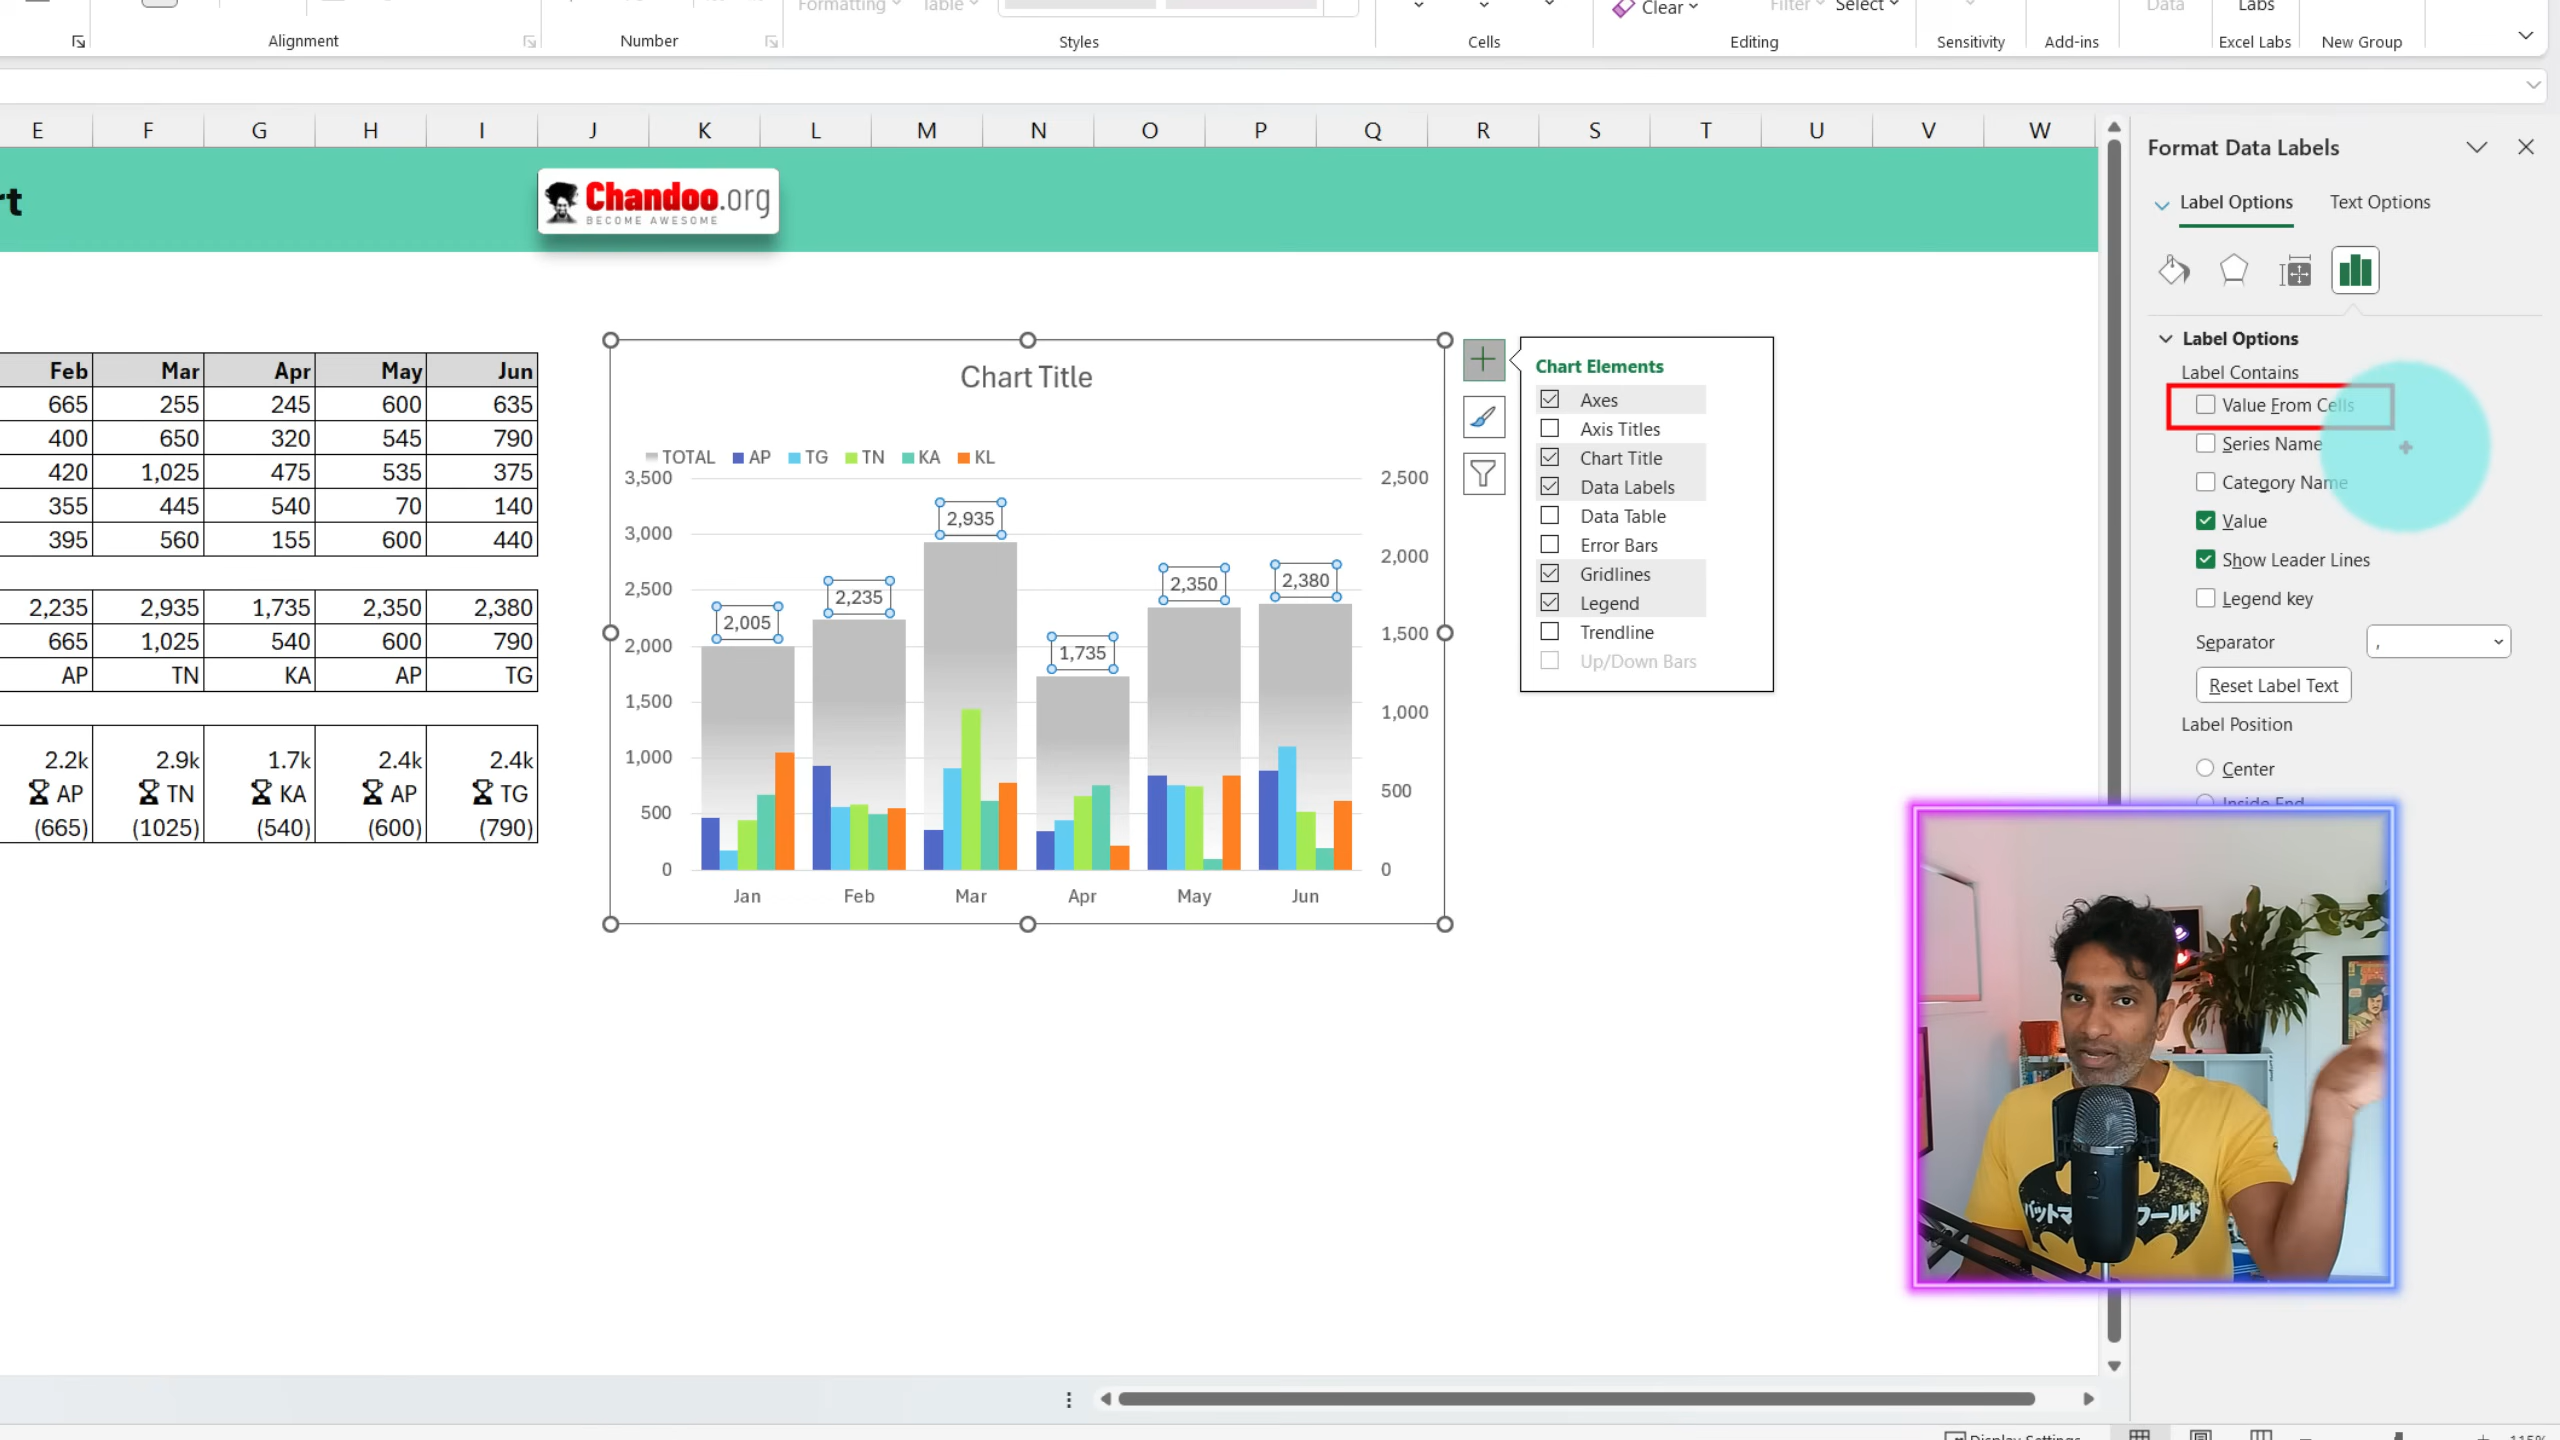 Formatting
Table
Clear
Filter
Select
Data
Labs
Alignment
Number
Styles
Cells
Editing
Sensitivity
Add-ins
Excel Labs
New Group
E F G H I J K L M N O P Q R S T U V W
rt
Chandoo.org
BECOME AWESOME
Feb Mar Apr May Jun
665 255 245 600 635
400 650 320 545 790
420 1,025 475 535 375
355 445 540 70 140
395 560 155 600 440
2,235 2,935 1,735 2,350 2,380
665 1,025 540 600 790
AP TN KA AP TG
2.2k 2.9k 1.7k 2.4k 2.4k
🏆 AP 🏆 TN 🏆 KA 🏆 AP 🏆 TG
(665) (1025) (540) (600) (790)
Chart Title
TOTAL AP TG TN KA KL
3,500
3,000
2,500
2,000
1,500
1,000
500
0
2,005
2,235
2,935
1,735
2,350
2,380
2,500
2,000
1,500
1,000
500
0
Jan Feb Mar Apr May Jun
Chart Elements
Axes
Axis Titles
Chart Title
Data Labels
Data Table
Error Bars
Gridlines
Legend
Trendline
Up/Down Bars
Format Data Labels
Label Options
Text Options
Label Options
Label Contains
Value From Cells
Series Name
Category Name
Value
Show Leader Lines
Legend key
Separator ,
Reset Label Text
Label Position
Center
Inside End
Display Settings
115%